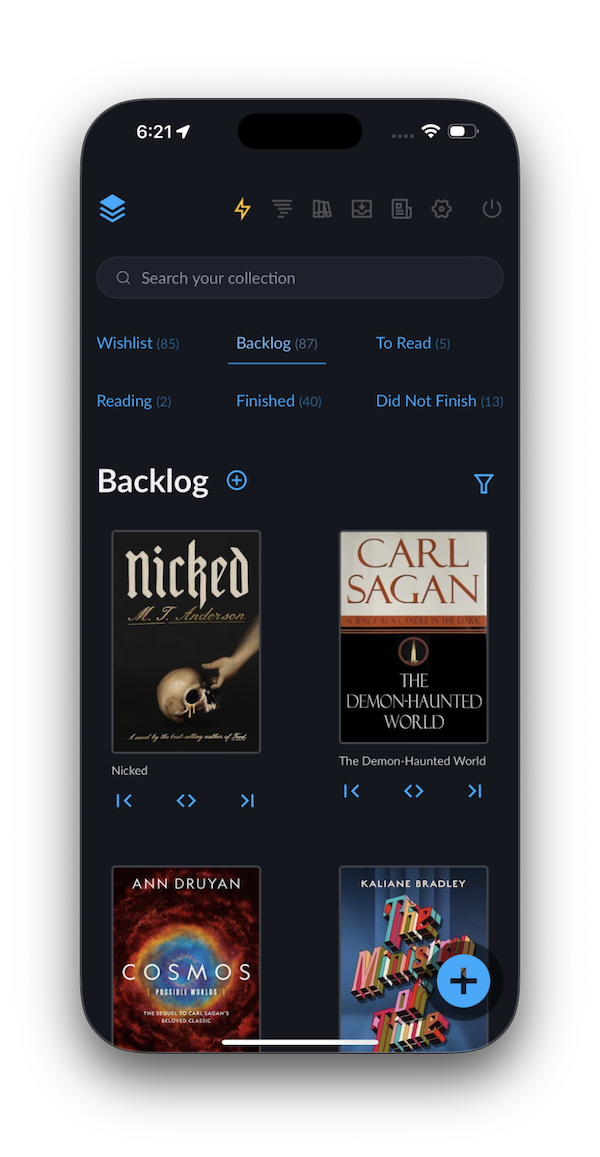 6:21
Search your collection
Wishlist (85) Backlog (87) To Read (5)
Reading (2) Finished (40) Did Not Finish (13)
Backlog
Nicked
M. T. Anderson
A novel by the best-selling author of Feed
Nicked
CARL
SAGAN
SCIENCE AS A CANDLE IN THE DARK
THE
DEMON-HAUNTED
WORLD
The Demon-Haunted World
ANN DRUYAN
COSMOS
POSSIBLE WORLDS
THE SEQUEL TO CARL SAGAN'S
BELOVED CLASSIC
KALIANE BRADLEY
The
of
Time